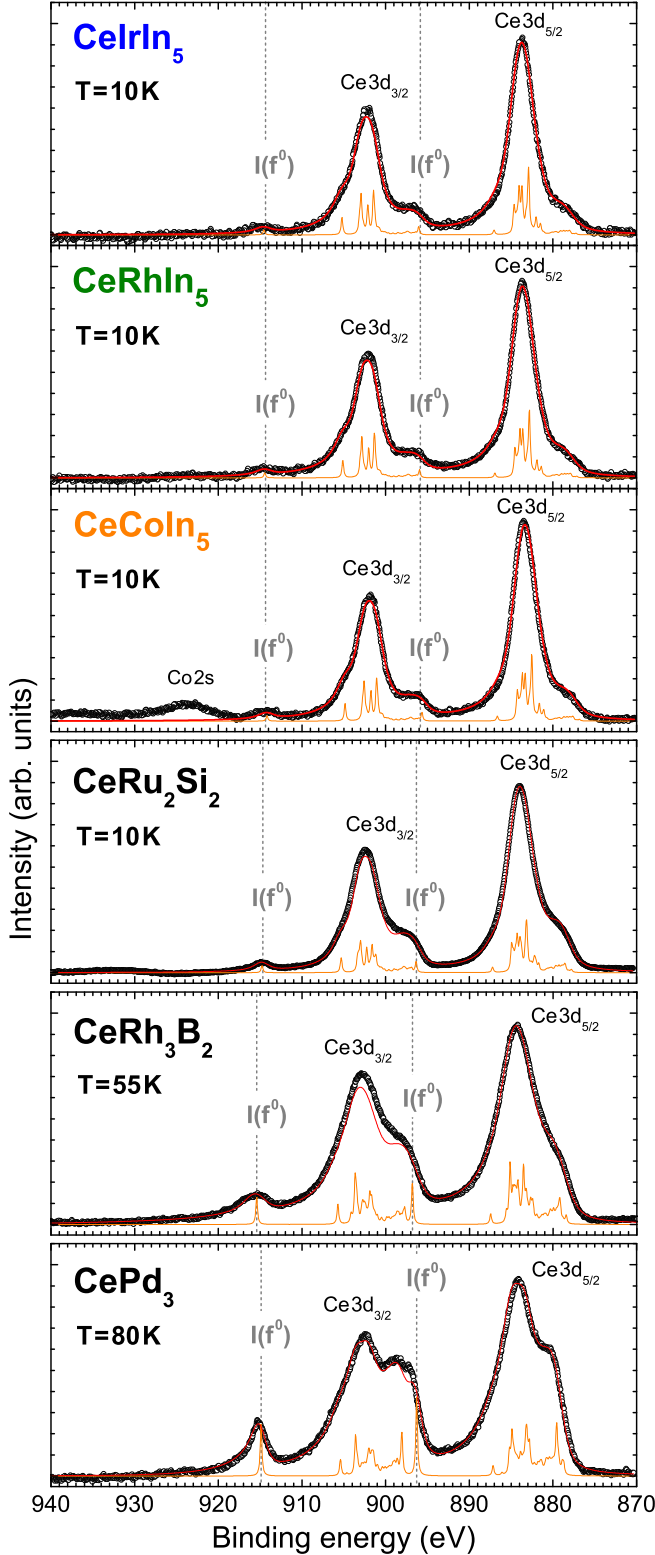 CeIrIn5
T=10K
Ce3d3/2
Ce3d5/2
I(f0)
I(f0)
CeRhIn5
T=10K
Ce3d3/2
Ce3d5/2
I(f0)
I(f0)
CeCoIn5
T=10K
Ce3d3/2
Ce3d5/2
I(f0)
I(f0)
Co2s
CeRu2Si2
T=10K
Ce3d3/2
Ce3d5/2
I(f0)
I(f0)
CeRh3B2
T=55K
Ce3d3/2
Ce3d5/2
I(f0)
I(f0)
CePd3
T=80K
Ce3d3/2
Ce3d5/2
I(f0)
I(f0)
Intensity (arb. units)
940 930 920 910 900 890 880 870
Binding energy (eV)